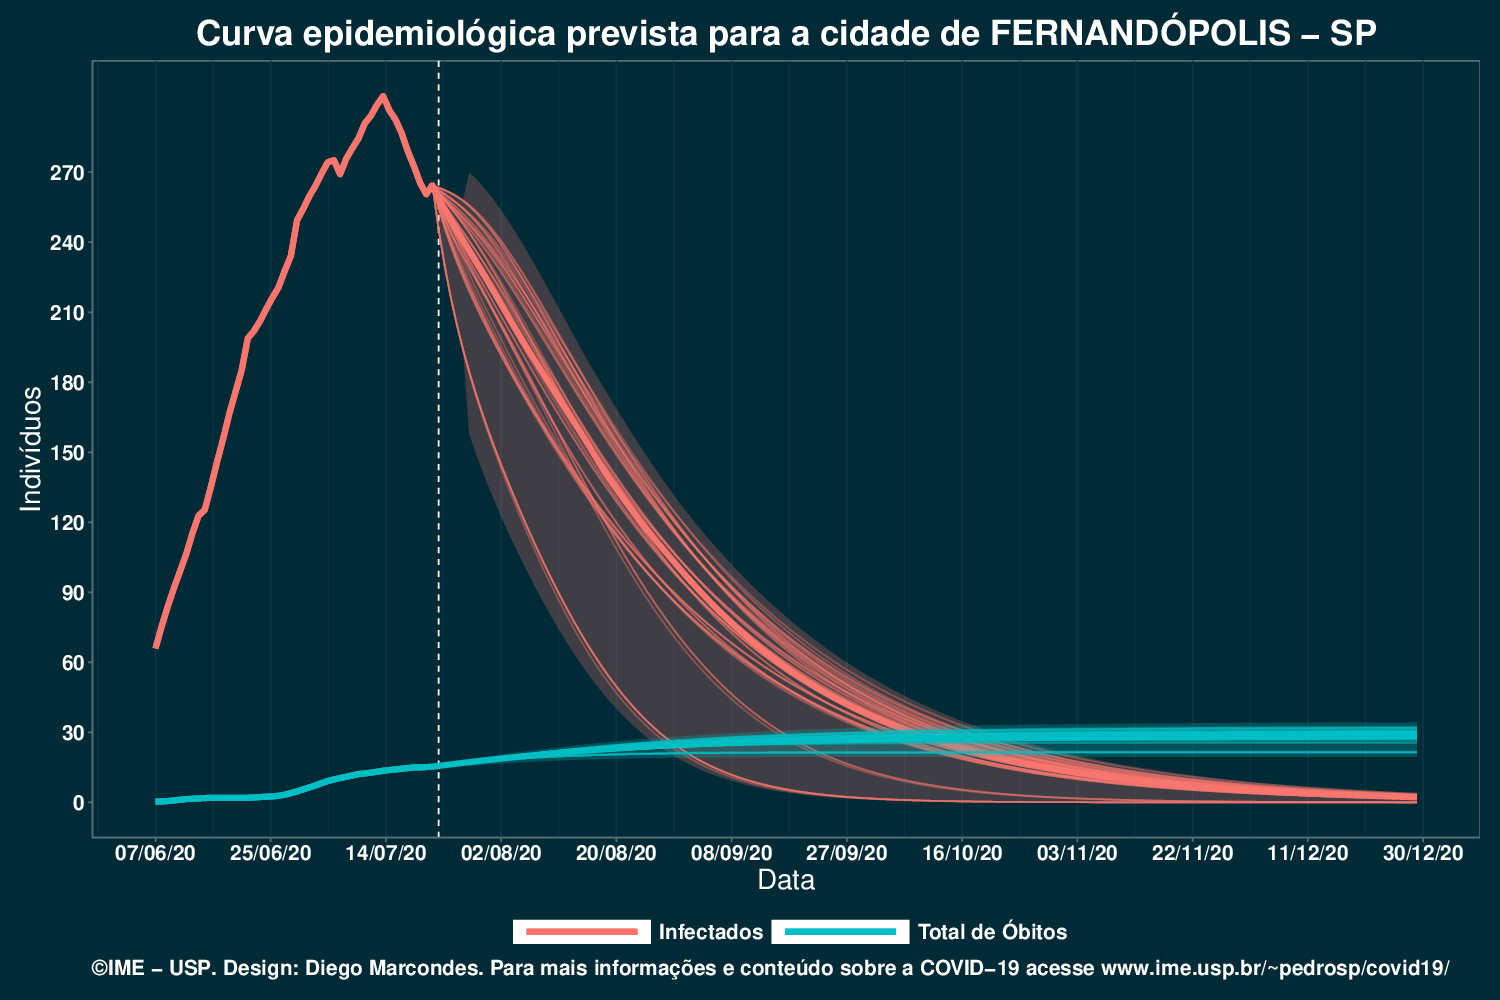 Curva epidemiológica prevista para a cidade de FERNANDÓPOLIS – SP
Indivíduos
270
240
210
180
150
120
90
60
30
0
07/06/20 25/06/20 14/07/20 02/08/20 20/08/20 08/09/20 27/09/20 16/10/20 03/11/20 22/11/20 11/12/20 30/12/20
Data
Infectados Total de Óbitos
©IME – USP. Design: Diego Marcondes. Para mais informações e conteúdo sobre a COVID–19 acesse www.ime.usp.br/~pedrosp/covid19/